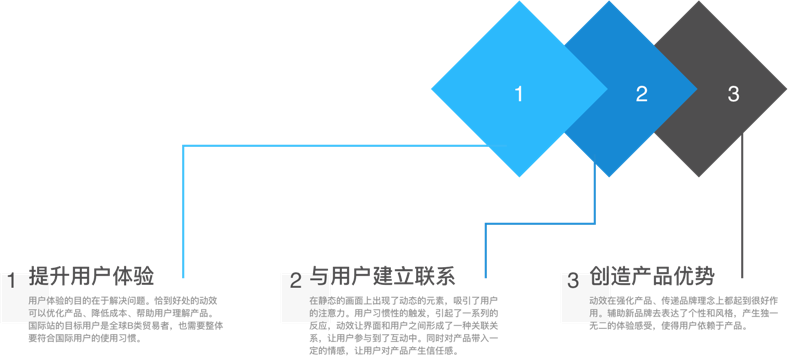 1
2
3
1 提升用户体验
用户体验的目的在于解决问题。恰到好处的动效
可以优化产品、降低成本、帮助用户理解产品。
国际站的目标用户是全球B类贸易者，也需要整体
要符合国际用户的使用习惯。
2 与用户建立联系
在静态的画面上出现了动态的元素，吸引了用户
的注意力。用户习惯性的触发，引起了一系列的
反应，动效让界面和用户之间形成了一种关联关
系，让用户参与到了互动中。同时对产品带入一
定的情感，让用户对产品产生信任感。
3 创造产品优势
动效在强化产品、传递品牌理念上都起到很好作
用。辅助新品牌去表达了个性和风格，产生独一
无二的体验感受，使得用户依赖于产品。